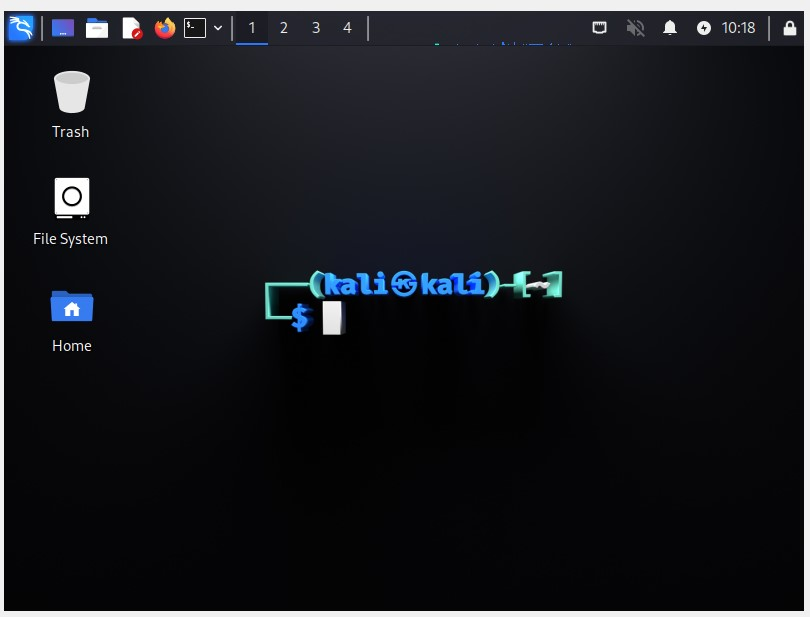 1 2 3 4 10:18
Trash
File System
Home
(kali㉿kali)-[~]
$